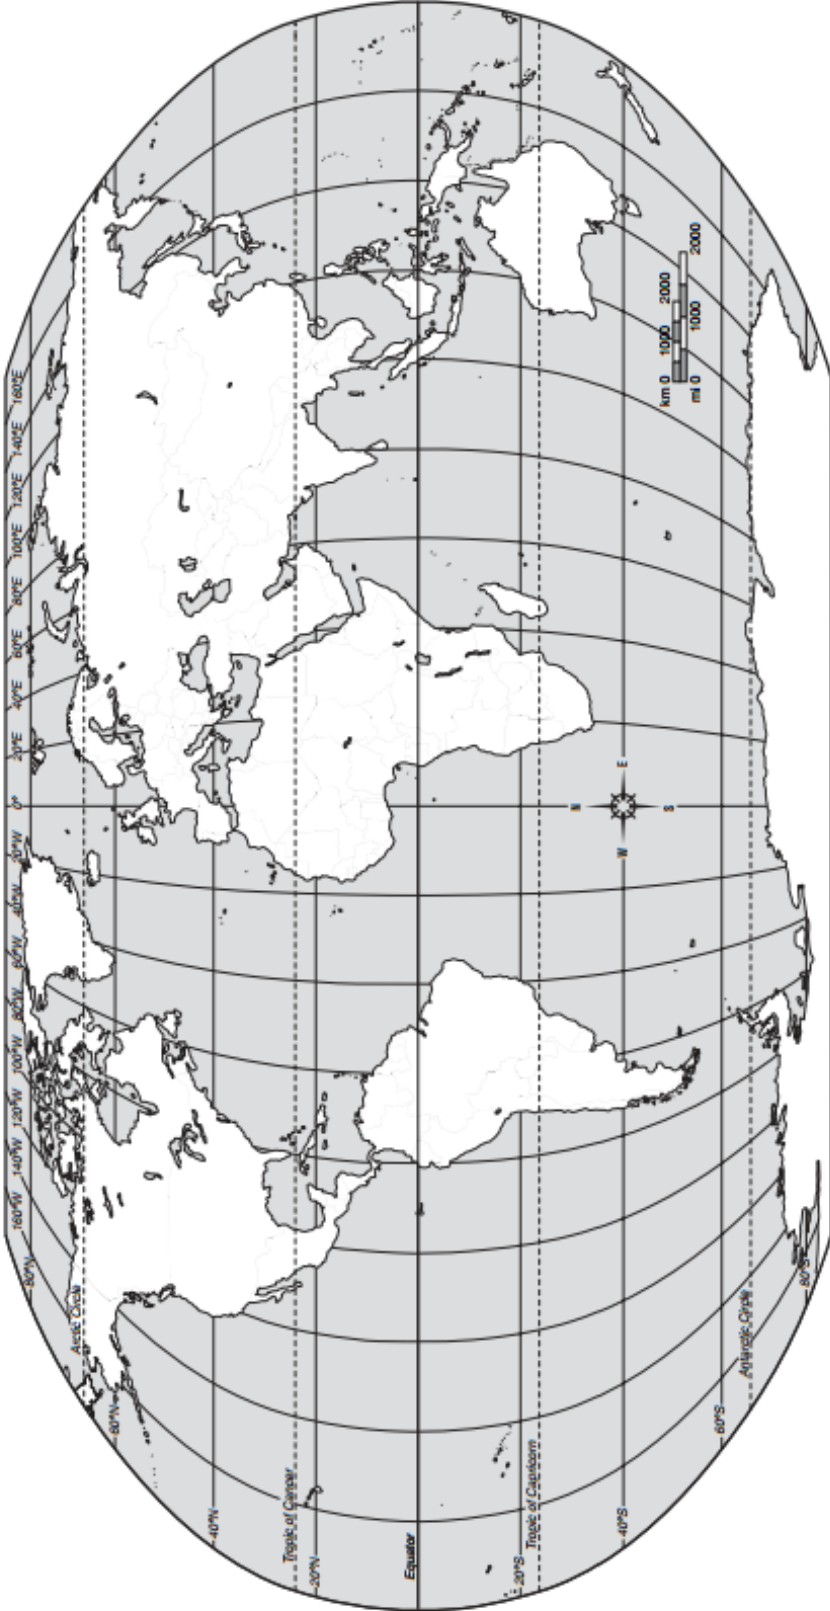 160°W
140°W
120°W
100°W
80°W
60°W
40°W
20°W
0°
20°E
40°E
60°E
80°E
100°E
120°E
140°E
160°E
80°N
Arctic Circle
60°N
40°N
Tropic of Cancer
20°N
Equator
20°S
Tropic of Capricorn
40°S
60°S
Antarctic Circle
80°S
N
W
E
S
km 0 1000 2000
mi 0 1000 2000